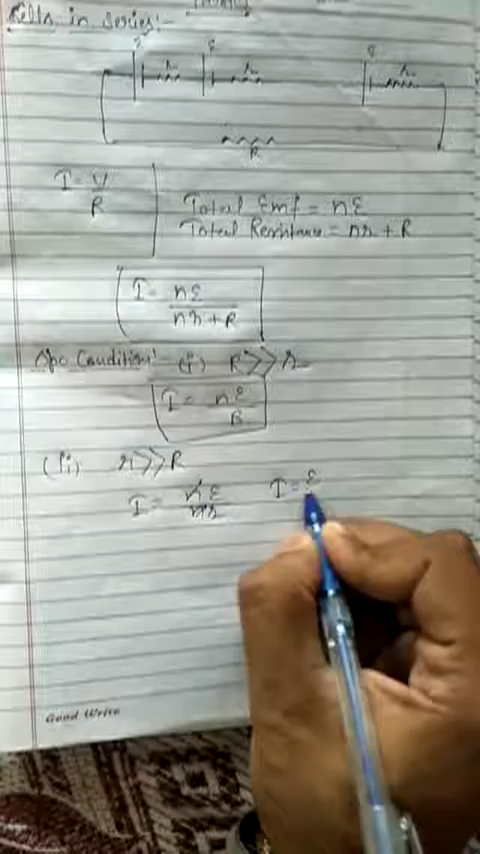 Cells in series:-
ε r ε r ε r
R
I = V/R
Total Emf = nε
Total Resistance = nr + R
I = nε/nr + R
Spc Condition: (i) R >> r
I = nε/R
(ii) r >> R
I = nε/nr I = ε
Good Write